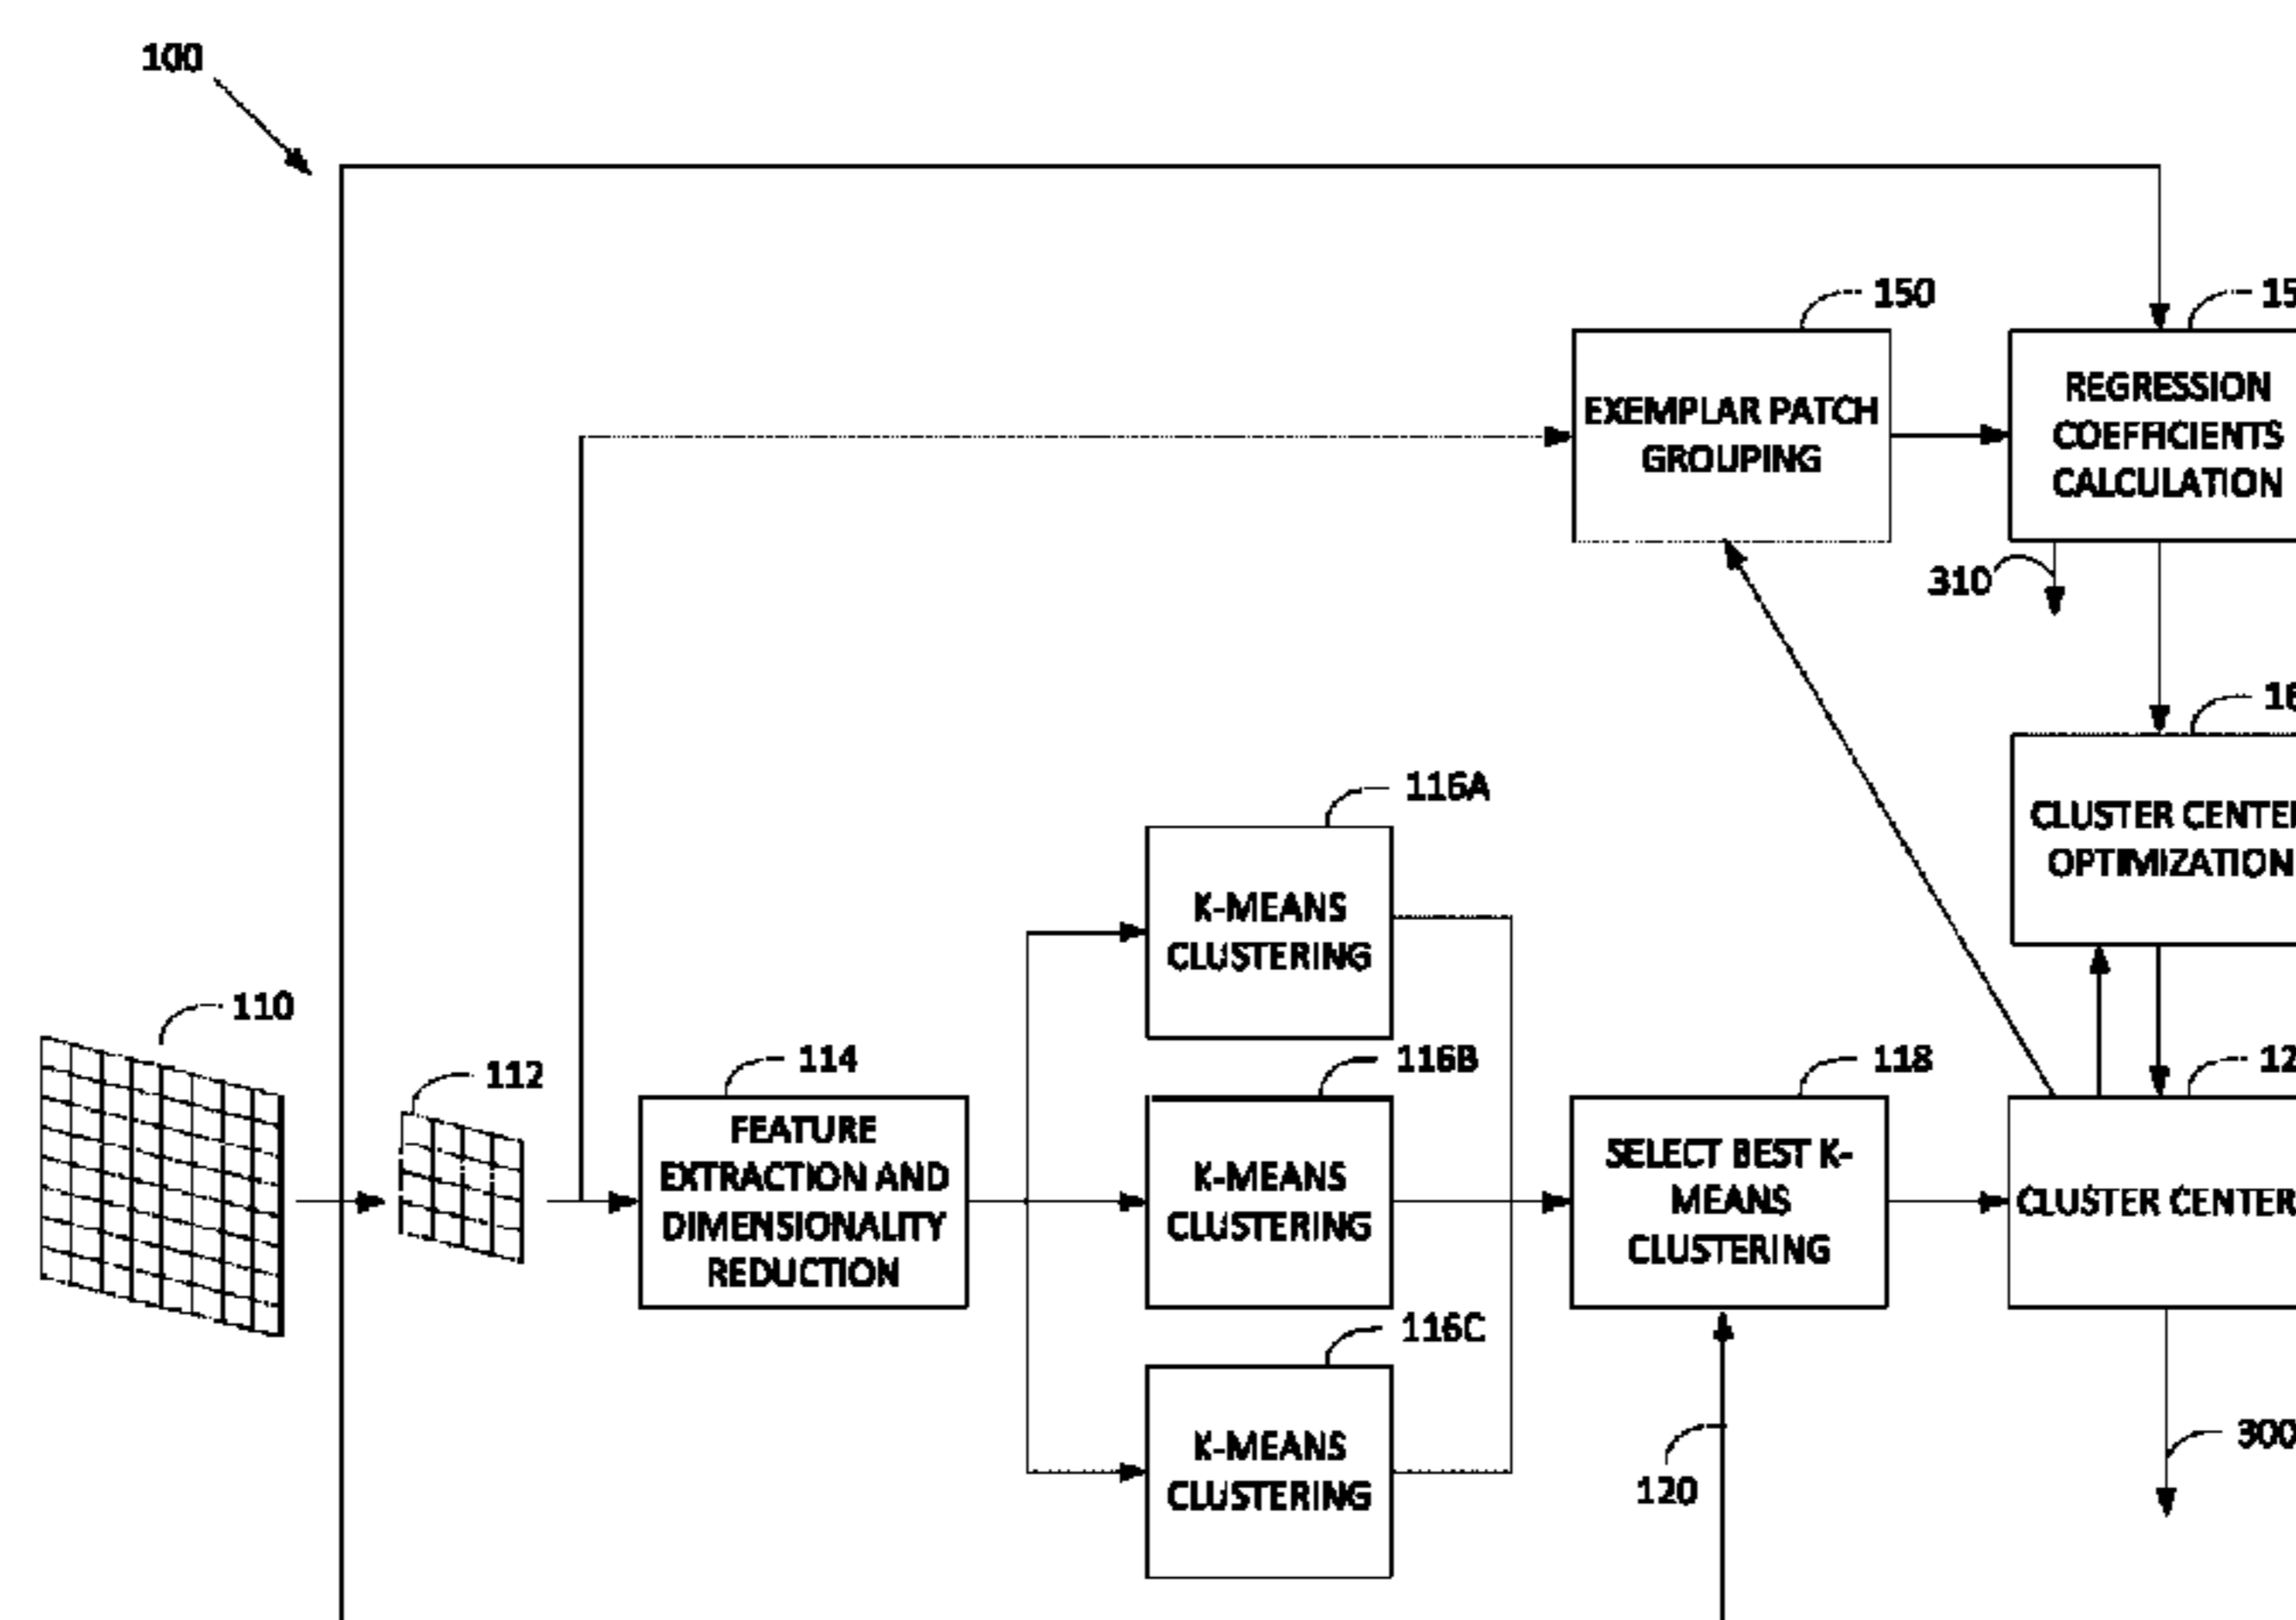 100
150
15
EXEMPLAR PATCH
GROUPING
REGRESSION
COEFFICIENTS
CALCULATION
310
16
CLUSTER CENTER
OPTIMIZATION
116A
K-MEANS
CLUSTERING
110
112
114
FEATURE
EXTRACTION AND
DIMENSIONALITY
REDUCTION
116B
K-MEANS
CLUSTERING
118
SELECT BEST K-
MEANS
CLUSTERING
12
CLUSTER CENTER
116C
K-MEANS
CLUSTERING
120
300